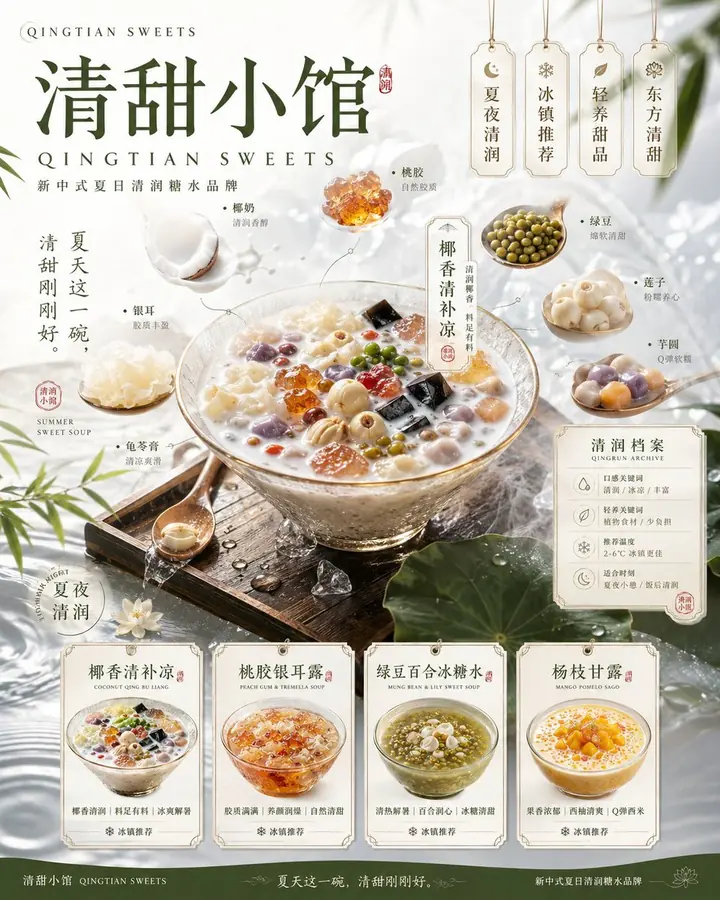 QINGTIAN SWEETS
清甜小馆
清润
QINGTIAN SWEETS
新中式夏日清润糖水品牌
夏夜清润
冰镇推荐
轻养甜品
东方清甜
夏天这一碗，
清甜刚刚好。
清润
小馆
SUMMER
SWEET SOUP
• 椰奶
清润香醇
• 桃胶
自然胶质
• 绿豆
绵软清甜
• 莲子
粉糯养心
• 芋圆
Q弹软糯
• 银耳
胶质丰盈
• 龟苓膏
清凉爽滑
椰香清补凉
清润椰香 料足有料
清润档案
QINGRUN ARCHIVE
口感关键词
清润 / 冰凉 / 丰富
轻养关键词
植物食材 / 少负担
推荐温度
2-6℃ 冰镇更佳
适合时刻
夏夜小憩 / 饭后清润
清润
小馆
SUMMER NIGHT
夏夜
清润
椰香清补凉
COCONUT QING BU LIANG
椰香清润 | 料足有料 | 冰爽解暑
冰镇推荐
桃胶银耳露
PEACH GUM & TREMELLA SOUP
胶质满满 | 养颜润燥 | 自然清甜
冰镇推荐
绿豆百合冰糖水
MUNG BEAN & LILY SWEET SOUP
清热解暑 | 百合润心 | 冰糖清甜
冰镇推荐
杨枝甘露
MANGO POMELO SAGO
果香浓郁 | 西柚清爽 | Q弹西米
冰镇推荐
清甜小馆 QINGTIAN SWEETS
夏天这一碗，清甜刚刚好。
新中式夏日清润糖水品牌